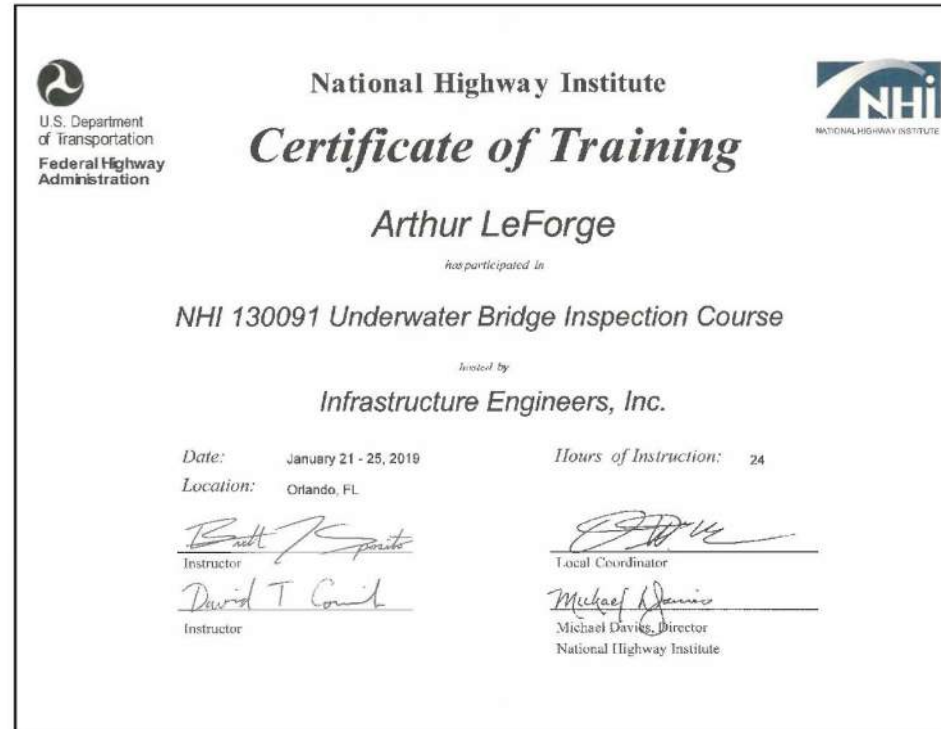 U.S. Department
of Transportation
Federal Highway
Administration
National Highway Institute
Certificate of Training
NHI
NATIONAL HIGHWAY INSTITUTE
Arthur LeForge
has participated in
NHI 130091 Underwater Bridge Inspection Course
hosted by
Infrastructure Engineers, Inc.
Date: January 21 - 25, 2019
Hours of Instruction: 24
Location: Orlando, FL
Brett Sposito
Instructor
Local Coordinator
David T
Instructor
Michael Davies
Michael Davies, Director
National Highway Institute